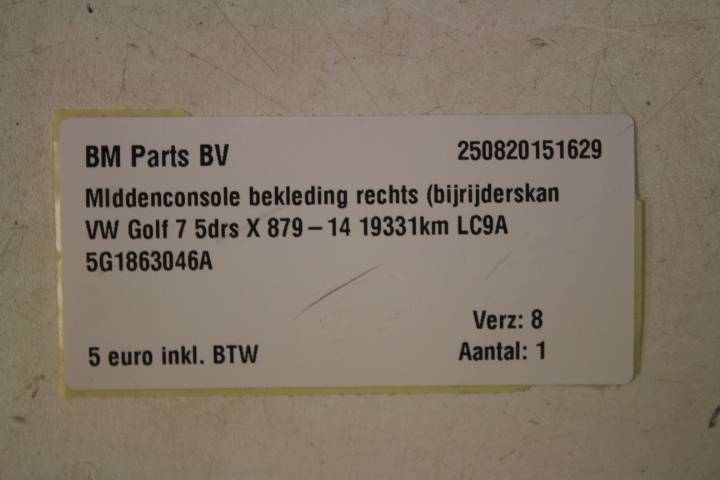 BM Parts BV 250820151629
MIddenconsole bekleding rechts (bijrijderskan
VW Golf 7 5drs X 879-14 19331km LC9A
5G1863046A
Verz: 8
5 euro inkl. BTW Aantal: 1